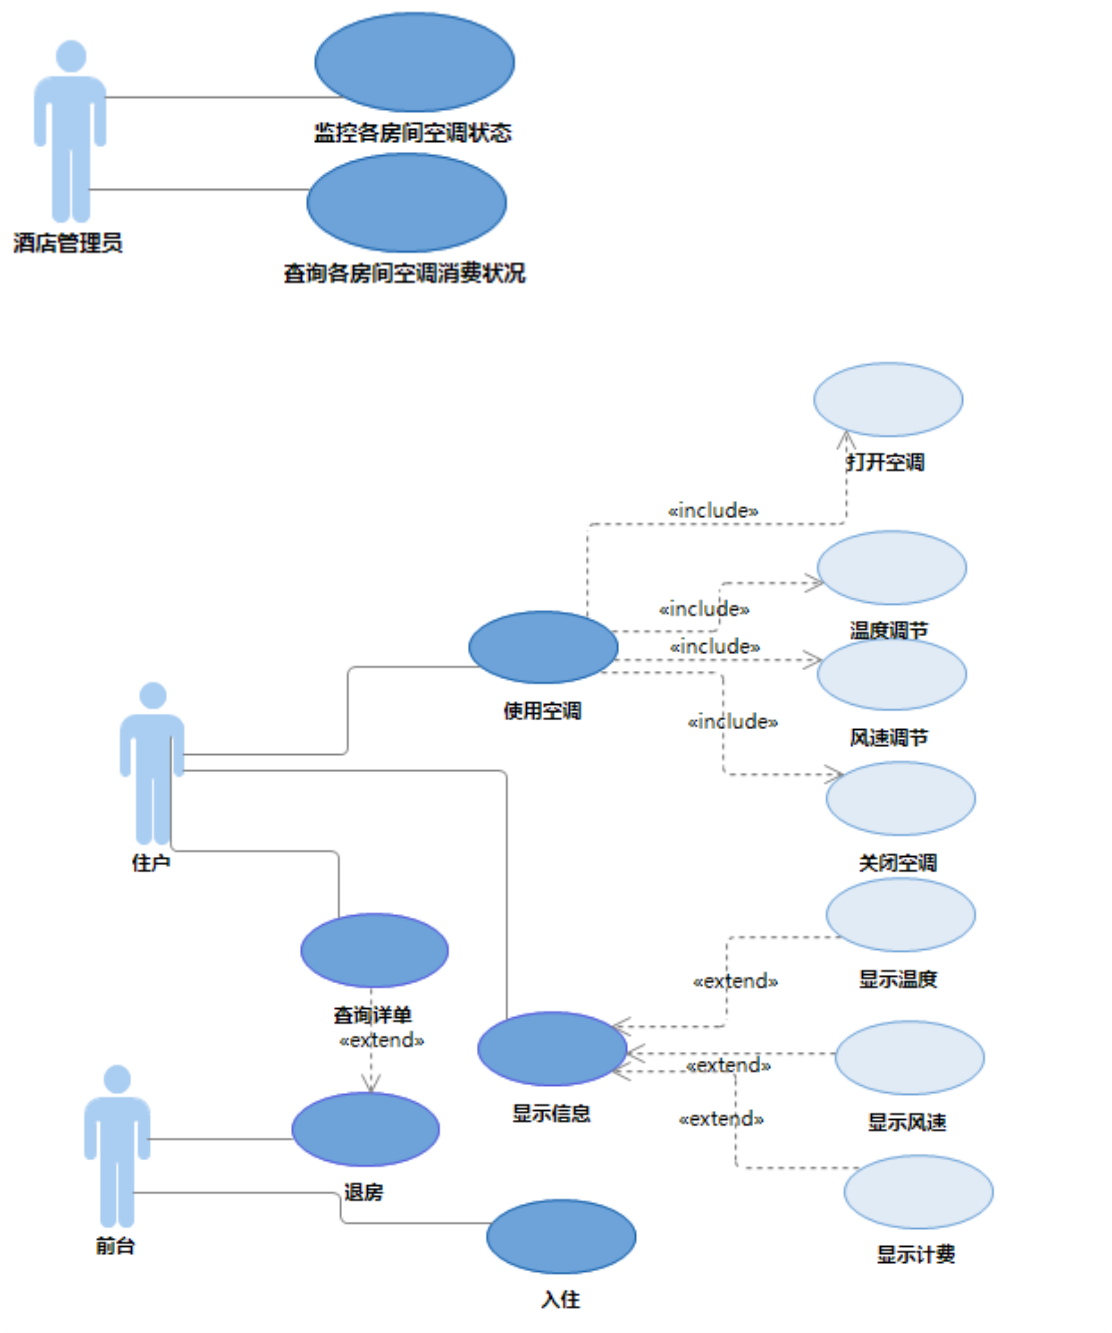 监控各房间空调状态
酒店管理员
查询各房间空调消费状况
打开空调
«include»
«include»
温度调节
«include»
使用空调
«include»
风速调节
住户
关闭空调
«extend»
显示温度
查询详单
«extend»
«extend»
显示信息
«extend»
显示风速
退房
前台
显示计费
入住